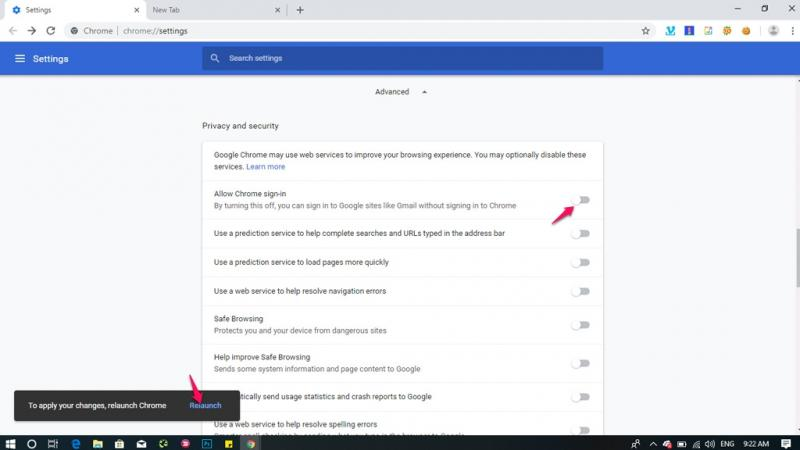 Settings
New Tab
Chrome | chrome://settings
Settings
Search settings
Advanced
Privacy and security
Google Chrome may use web services to improve your browsing experience. You may optionally disable these
services. Learn more
Allow Chrome sign-in
By turning this off, you can sign in to Google sites like Gmail without signing in to Chrome
Use a prediction service to help complete searches and URLs typed in the address bar
Use a prediction service to load pages more quickly
Use a web service to help resolve navigation errors
Safe Browsing
Protects you and your device from dangerous sites
Help improve Safe Browsing
Sends some system information and page content to Google
To apply your changes, relaunch Chrome Relaunch
atically send usage statistics and crash reports to Google
Use a web service to help resolve spelling errors
ENG 9:22 AM